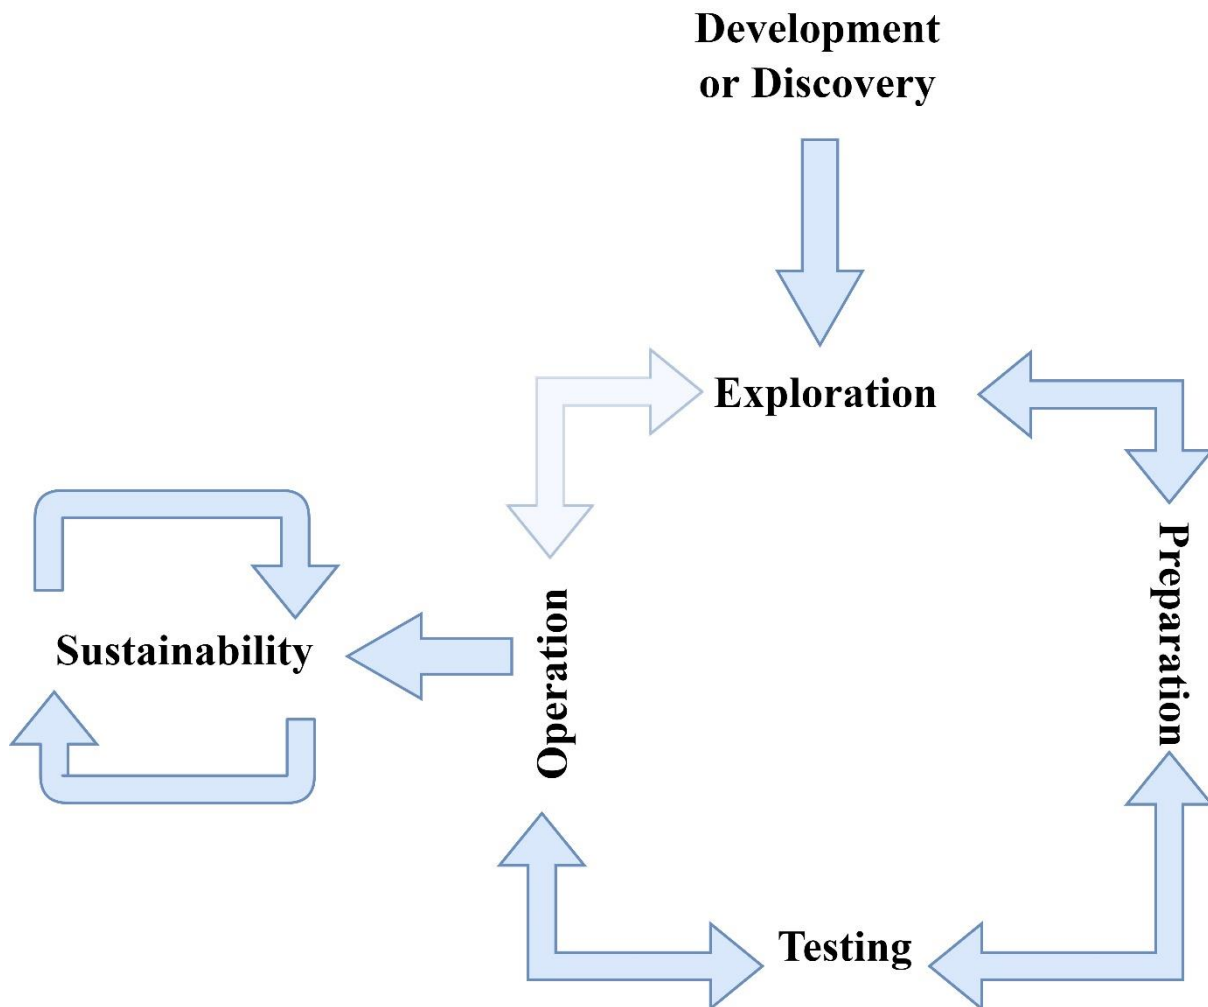 Development
or Discovery
Exploration
Preparation
Sustainability
Operation
Testing